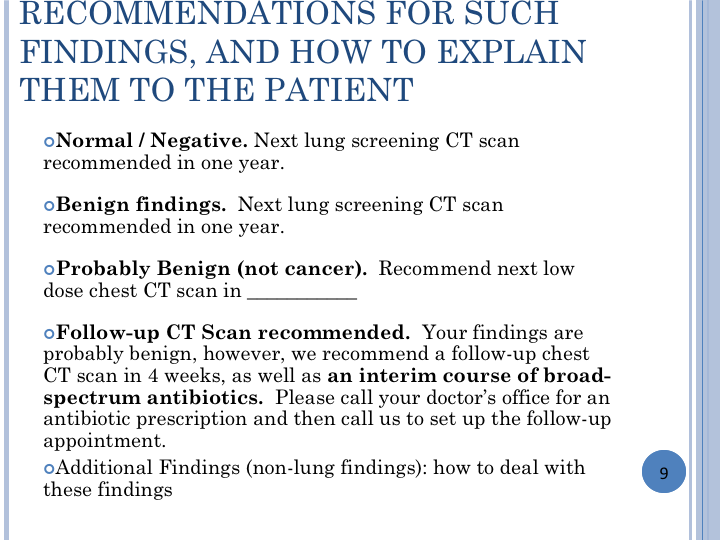 RECOMMENDATIONS FOR SUCH
FINDINGS, AND HOW TO EXPLAIN
THEM TO THE PATIENT
Normal / Negative. Next lung screening CT scan
recommended in one year.
Benign findings.  Next lung screening CT scan
recommended in one year.
Probably Benign (not cancer).  Recommend next low
dose chest CT scan in ___________
Follow-up CT Scan recommended.  Your findings are
probably benign, however, we recommend a follow-up chest
CT scan in 4 weeks, as well as an interim course of broad-
spectrum antibiotics.  Please call your doctor’s office for an
antibiotic prescription and then call us to set up the follow-up
appointment.
Additional Findings (non-lung findings): how to deal with
these findings
9